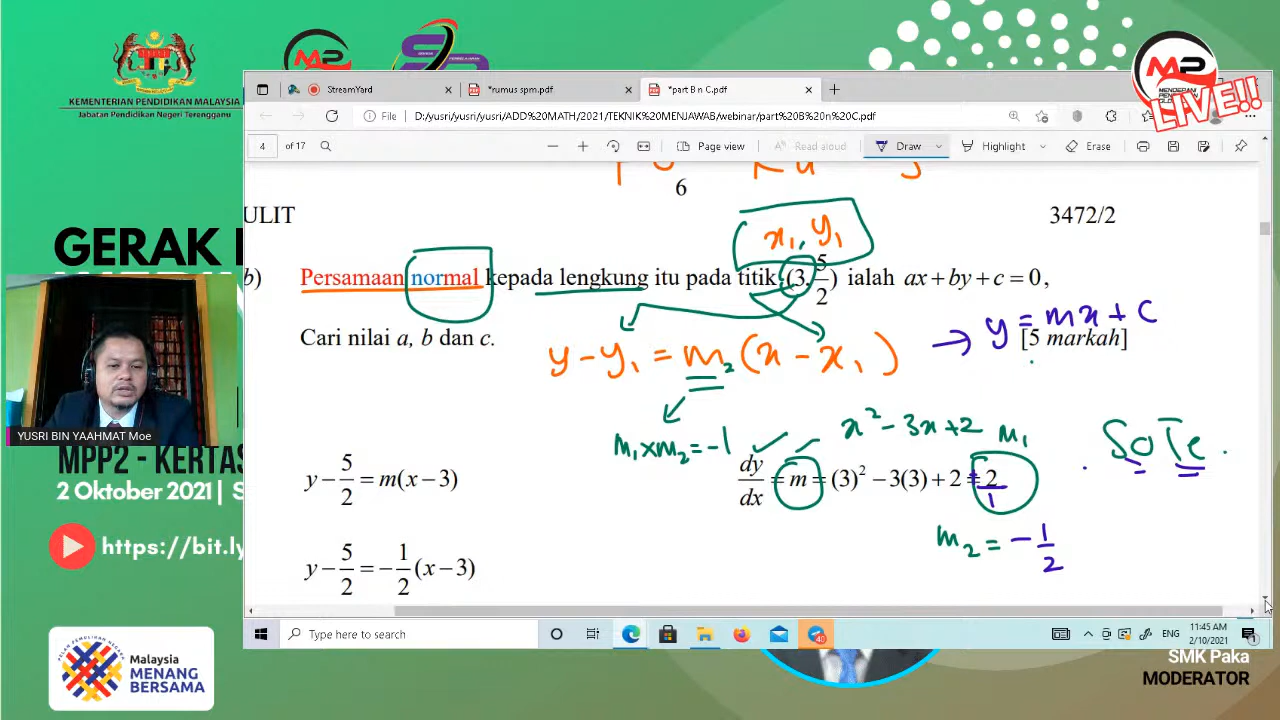 KEMENTERIAN PENDIDIKAN MALAYSIA
Jabatan Pendidikan Negeri Terengganu
MP
MP
LIVE!!
StreamYard
*rumus spm.pdf
*part B n C.pdf
File
D:/yusri/yusri/ADD%20MATH/2021/TEKNIK%20MENJAWAB/webinar/part%20B%20n%20C.pdf
4 of 17
Page view
Read aloud
Draw
Highlight
Erase
6
ULIT
3472/2
x₁, y₁
b) Persamaan normal kepada lengkung itu pada titik (3, 5/2) ialah ax + by + c = 0,
Cari nilai a, b dan c.
[5 markah]
y - y₁ = m₂ (x - x₁) → y = mx + c
m₁ x m₂ = -1
x² - 3x + 2
m₁
SoTe
y - 5/2 = m(x - 3)
dy/dx = m = (3)² - 3(3) + 2 = 2
1
m₂ = - 1/2
y - 5/2 = - 1/2 (x - 3)
GERAK
YUSRI BIN YAAHMAT Moe
MPP2 - KERTAS
2 Oktober 2021 |
https://bit.ly
Type here to search
ENG
11:45 AM
2/10/2021
Malaysia
MENANG
BERSAMA
SMK Paka
MODERATOR